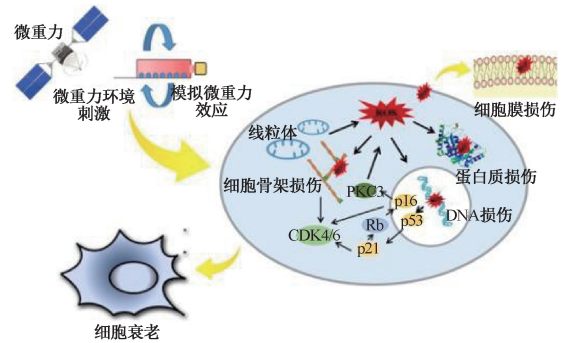 微重力
微重力环境
刺激
模拟微重力
效应
细胞膜损伤
线粒体
蛋白质损伤
细胞骨架损伤
PKC3
p16
DNA损伤
p53
Rb
CDK4/6
p21
细胞衰老